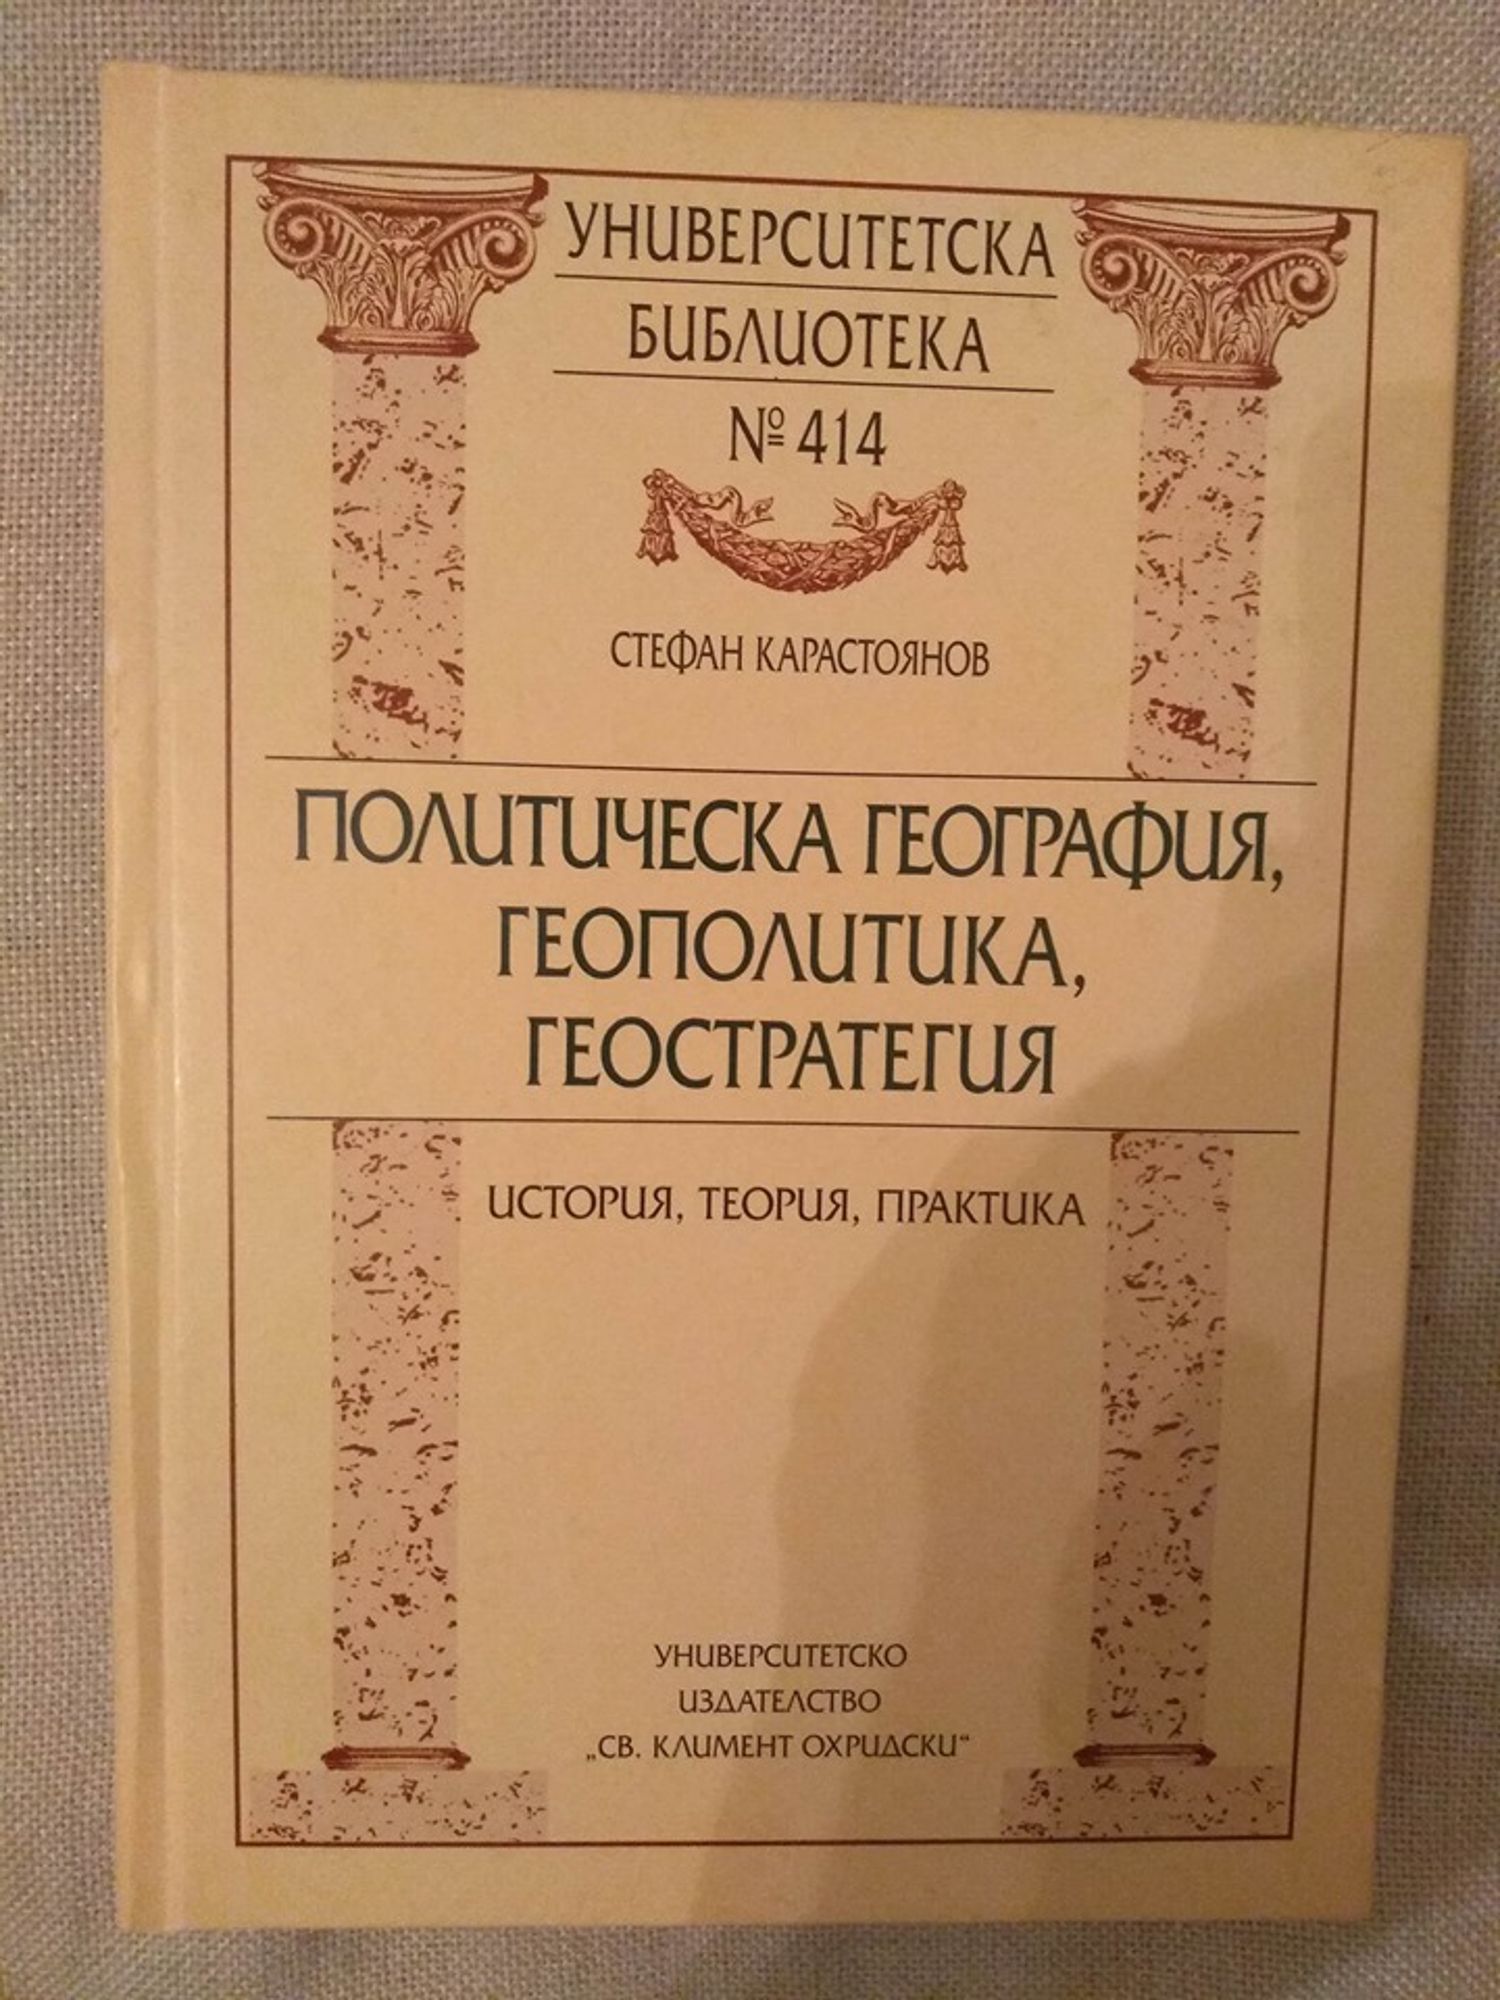 УНИВЕРСИТЕТСКА
БИБЛИОТЕКА
№ 414
СТЕФАН КАРАСТОЯНОВ
ПОЛИТИЧЕСКА ГЕОГРАФИЯ,
ГЕОПОЛИТИКА,
ГЕОСТРАТЕГИЯ
ИСТОРИЯ, ТЕОРИЯ, ПРАКТИКА
УНИВЕРСИТЕТСКО
ИЗДАТЕЛСТВО
„СВ. КЛИМЕНТ ОХРИДСКИ“